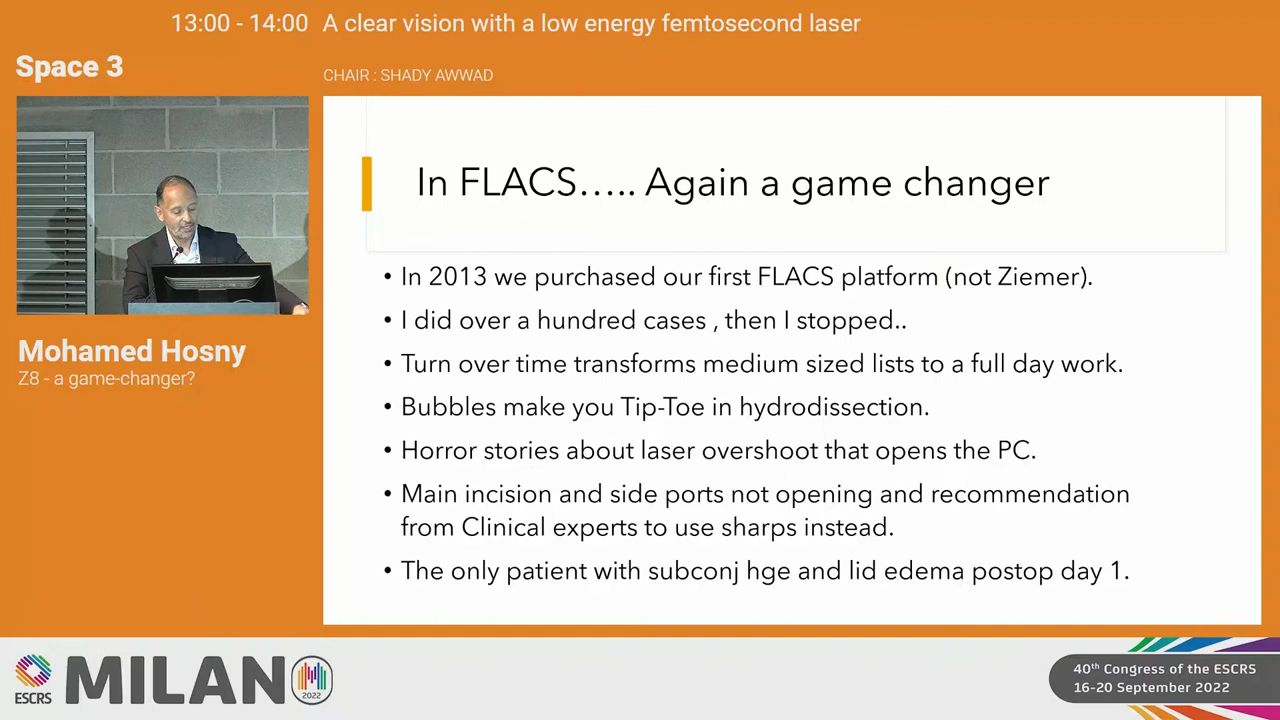 13:00 - 14:00 A clear vision with a low energy femtosecond laser
Space 3
CHAIR : SHADY AWWAD
In FLACS..... Again a game changer
• In 2013 we purchased our first FLACS platform (not Ziemer).
• I did over a hundred cases , then I stopped..
• Turn over time transforms medium sized lists to a full day work.
• Bubbles make you Tip-Toe in hydrodissection.
• Horror stories about laser overshoot that opens the PC.
• Main incision and side ports not opening and recommendation
from Clinical experts to use sharps instead.
• The only patient with subconj hge and lid edema postop day 1.
Mohamed Hosny
Z8 - a game-changer?
ESCRS
MILANO
2022
40th Congress of the ESCRS
16-20 September 2022